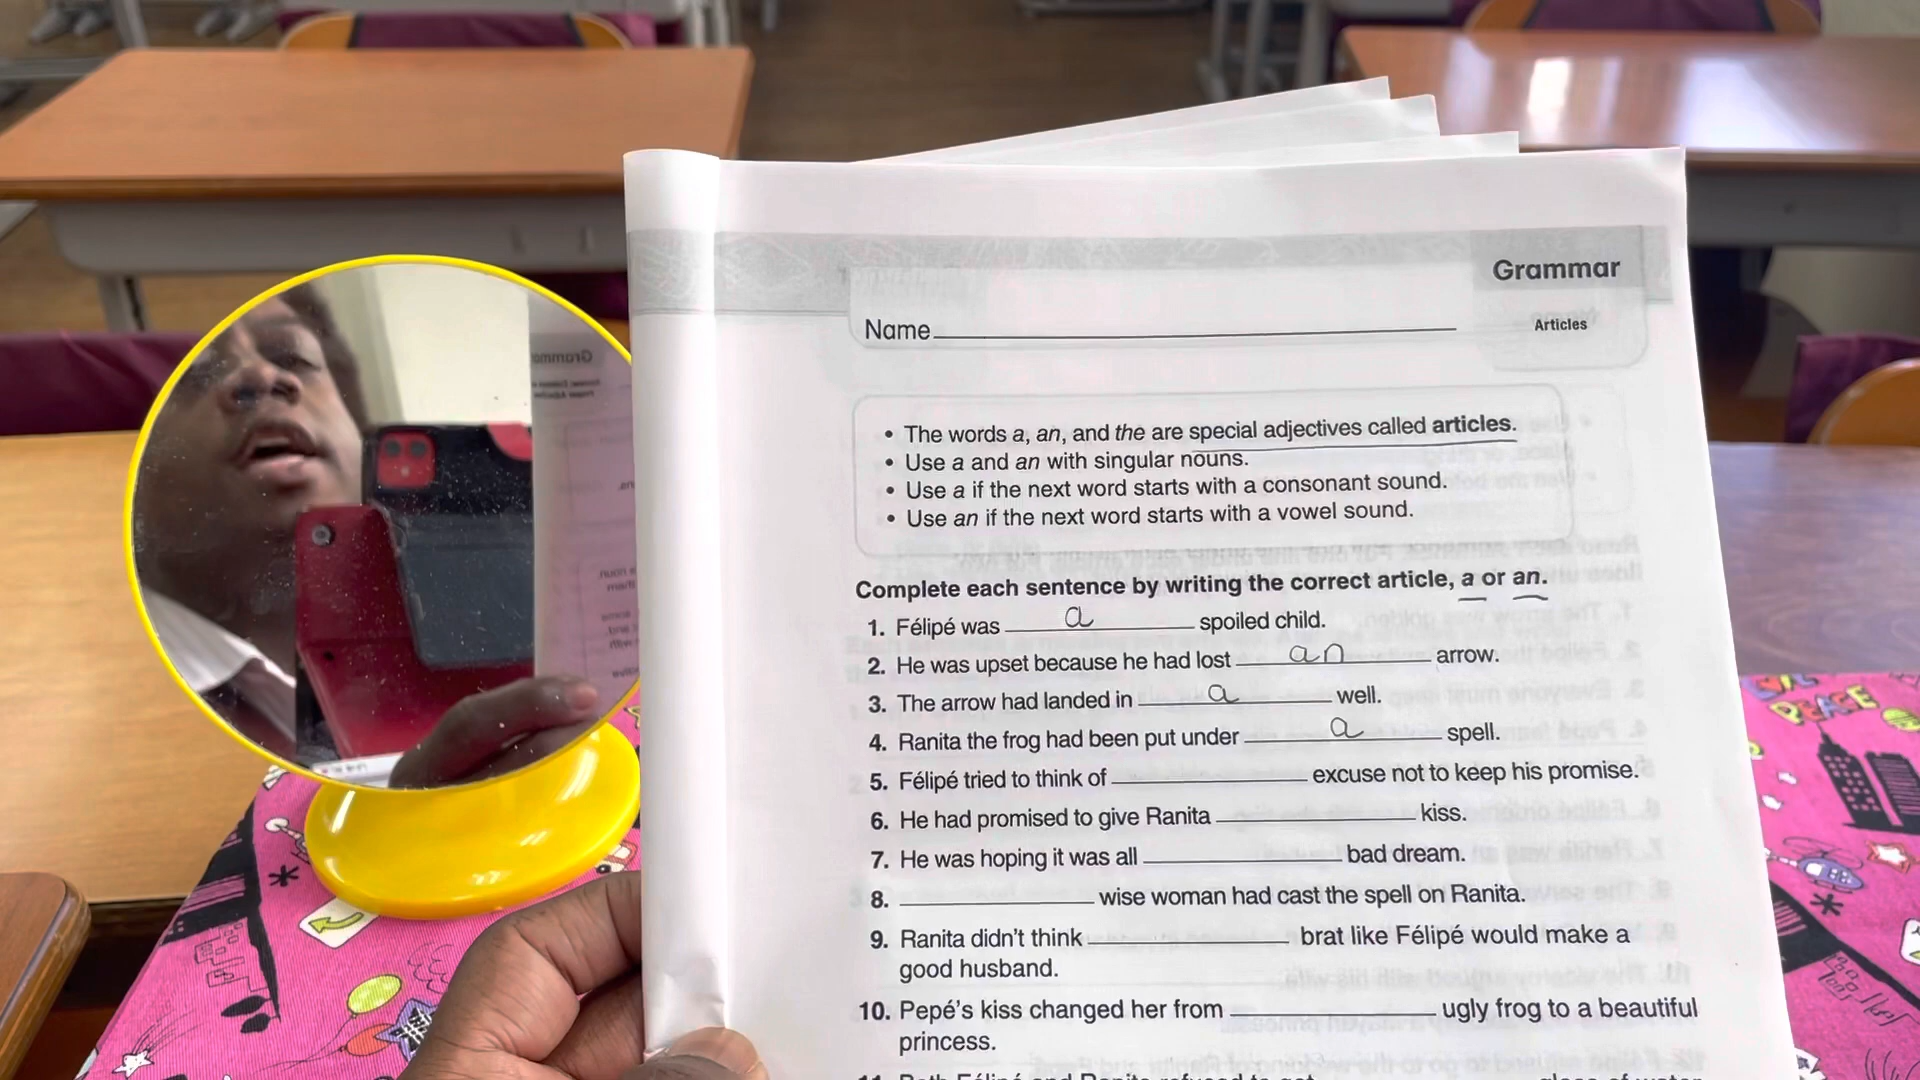 Grammar
Name
Articles
• The words a, an, and the are special adjectives called articles.
• Use a and an with singular nouns.
• Use a if the next word starts with a consonant sound.
• Use an if the next word starts with a vowel sound.
Complete each sentence by writing the correct article, a or an.
1. Félipé was a spoiled child.
2. He was upset because he had lost an arrow.
3. The arrow had landed in a well.
4. Ranita the frog had been put under a spell.
5. Félipé tried to think of ____ excuse not to keep his promise.
6. He had promised to give Ranita ____ kiss.
7. He was hoping it was all ____ bad dream.
8. ____ wise woman had cast the spell on Ranita.
9. Ranita didn't think ____ brat like Félipé would make a
good husband.
10. Pepé's kiss changed her from ____ ugly frog to a beautiful
princess.
PEACE